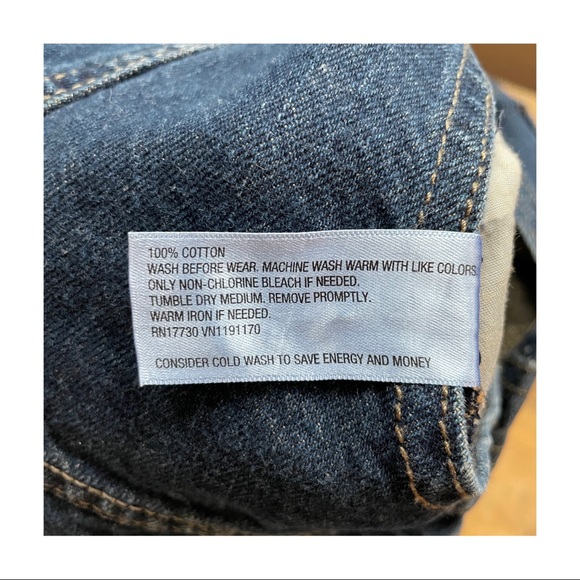 100% COTTON
WASH BEFORE WEAR. MACHINE WASH WARM WITH LIKE COLORS.
ONLY NON-CHLORINE BLEACH IF NEEDED.
TUMBLE DRY MEDIUM. REMOVE PROMPTLY.
WARM IRON IF NEEDED.
RN17730 VN1191170
CONSIDER COLD WASH TO SAVE ENERGY AND MONEY